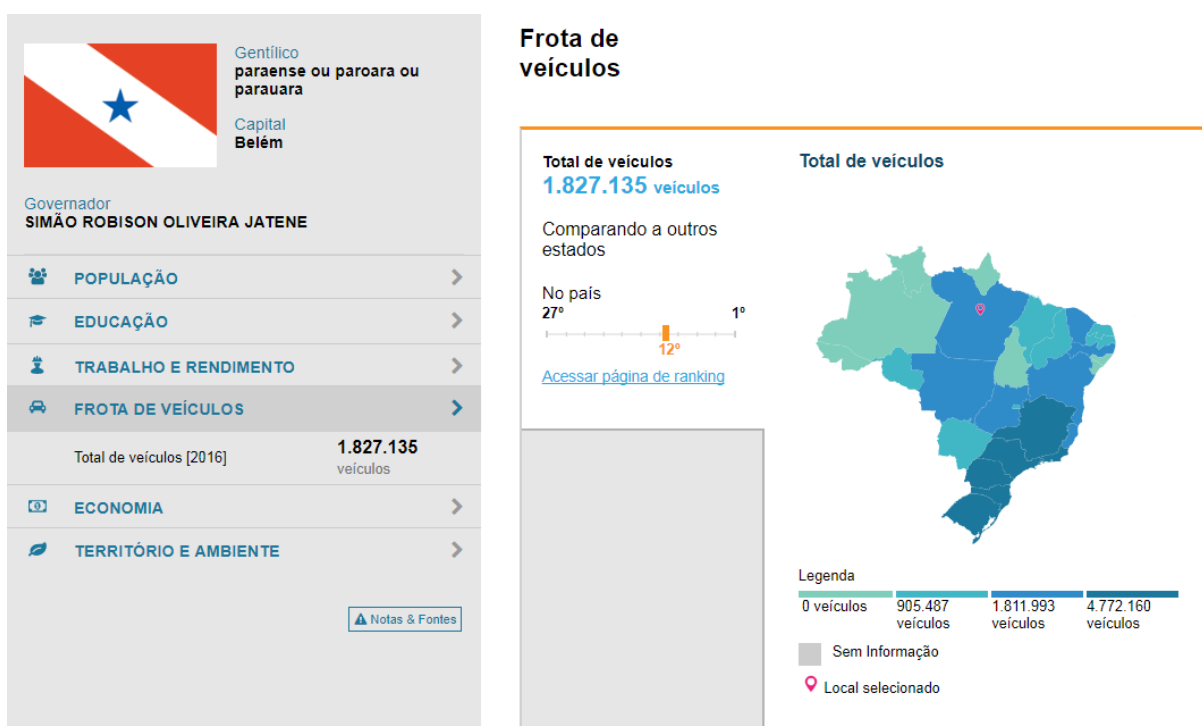 Gentílico
paraense ou paroara ou
parauara
Capital
Belém
Governador
SIMÃO ROBISON OLIVEIRA JATENE
POPULAÇÃO
EDUCAÇÃO
TRABALHO E RENDIMENTO
FROTA DE VEÍCULOS
Total de veículos [2016]
1.827.135
veículos
ECONOMIA
TERRITÓRIO E AMBIENTE
Notas & Fontes
Frota de
veículos
Total de veículos
1.827.135 veículos
Comparando a outros
estados
No país
27º
1º
12º
Acessar página de ranking
Total de veículos
Legenda
0 veículos
905.487
veículos
1.811.993
veículos
4.772.160
veículos
Sem Informação
Local selecionado